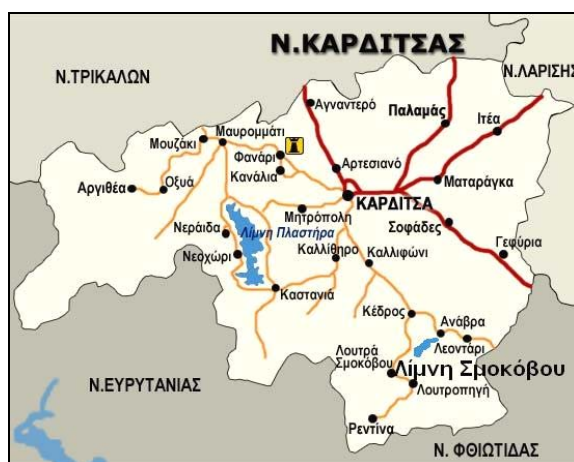 Ν.ΚΑΡΔΙΤΣΑΣ
Ν.ΤΡΙΚΑΛΩΝ
Ν.ΛΑΡΙΣΗΣ
Αγναντερό
Παλαμάς
Ιτέα
Μαυρομμάτι
Μουζάκι
Φανάρι
Κανάλια
Αρτεσιανό
Ματαράγκα
Αργιθέα
Οξυά
ΚΑΡΔΙΤΣΑ
Μητρόπολη
Σοφάδες
Νεράιδα
Λίμνη Πλαστήρα
Γεφύρια
Νεοχώρι
Καλλίθηρο
Καλλιφώνι
Καστανιά
Κέδρος
Ανάβρα
Λεοντάρι
Λουτρά
Σμοκόβου
Λίμνη Σμοκόβου
Λουτροπηγή
Ν.ΕΥΡΥΤΑΝΙΑΣ
Ρεντίνα
Ν. ΦΘΙΩΤΙΔΑΣ